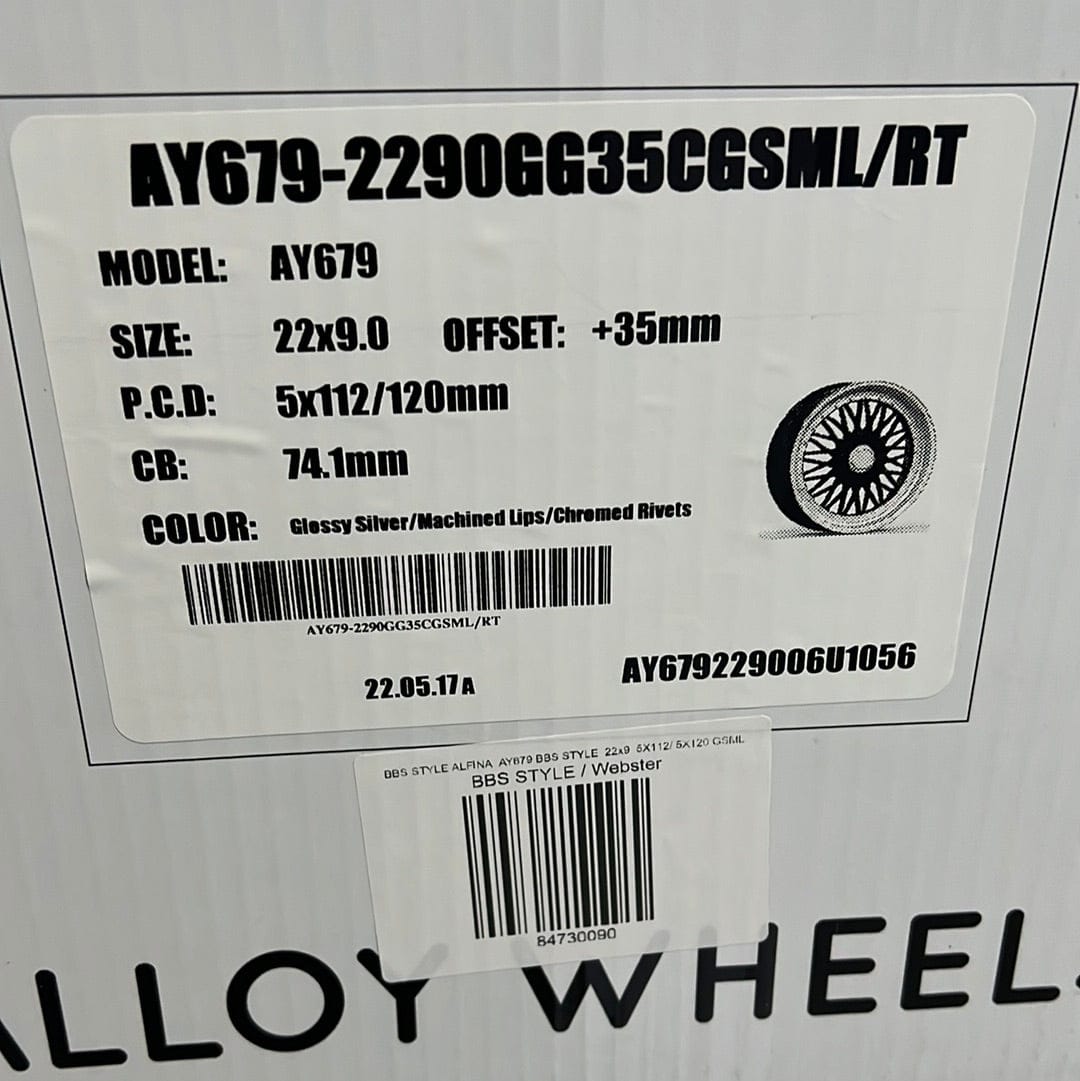 AY679-2290GG35CGSML/RT
MODEL: AY679
SIZE: 22x9.0 OFFSET: +35mm
P.C.D: 5x112/120mm
CB: 74.1mm
COLOR: Glossy Silver/Machined Lips/Chromed Rivets
AY679-2290GG35CGSML/RT
22.05.17A AY679229006U1056
BBS STYLE ALFINA AY679 BBS STYLE 22x9 5X112/ 5X120 GSML
BBS STYLE / Webster
84730090
ALLOY WHEELS